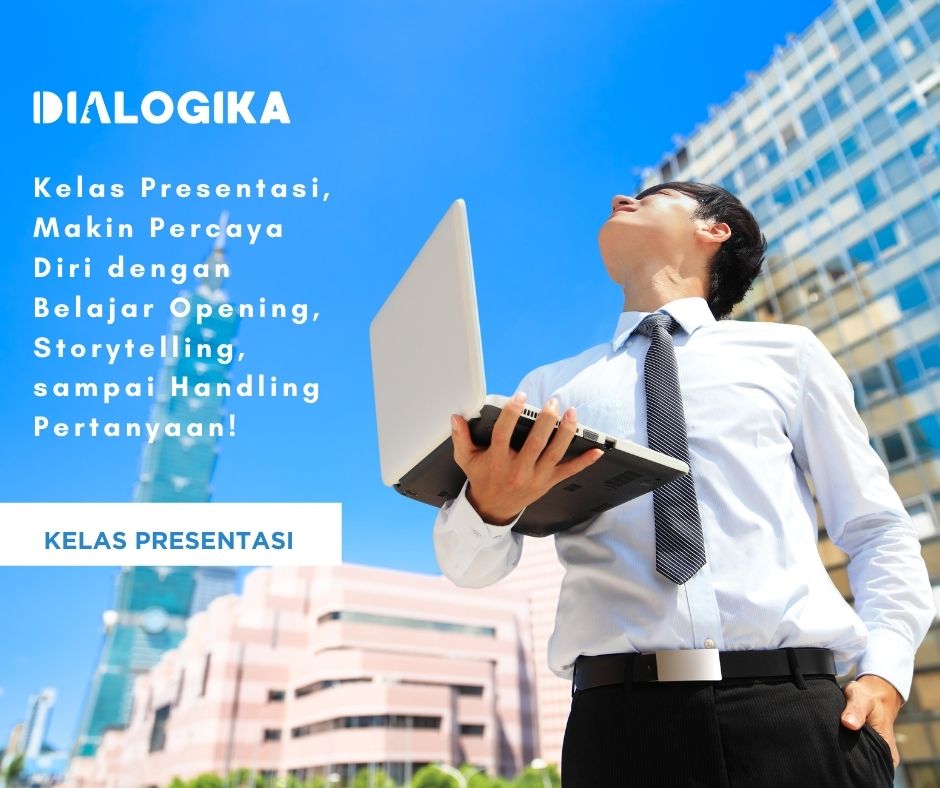 DIALOGIKA
Kelas Presentasi,
Makin Percaya
Diri dengan
Belajar Opening,
Storytelling,
sampai Handling
Pertanyaan!
KELAS PRESENTASI